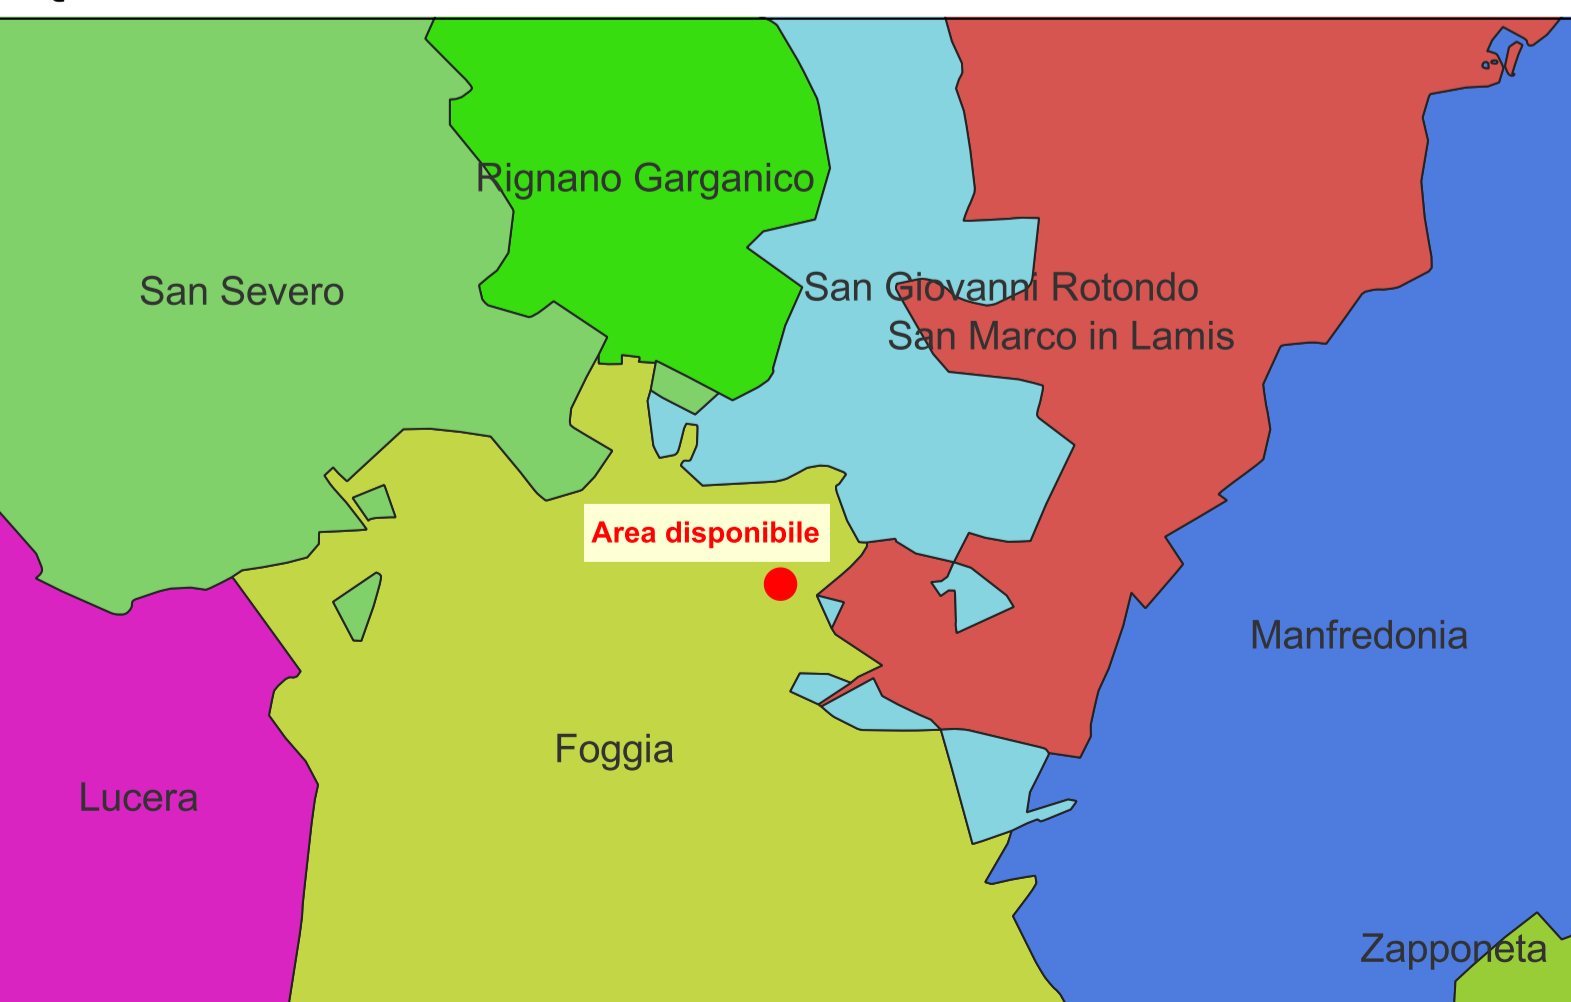 Rignano Garganico
San Severo
San Giovanni Rotondo
San Marco in Lamis
Area disponibile
Manfredonia
Foggia
Lucera
Zapponeta